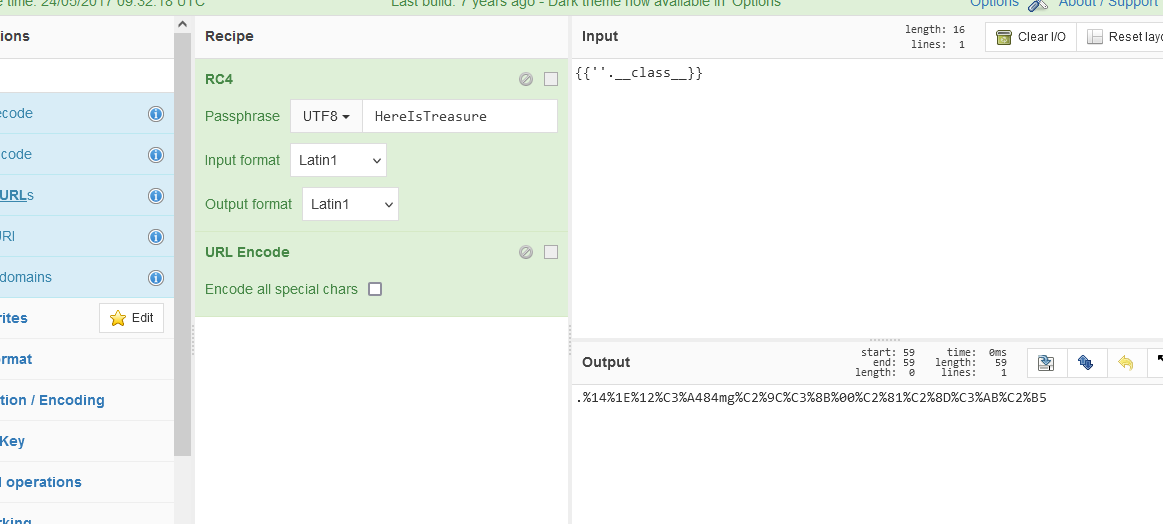 e time: 24/05/2017 09:32:18 UTC
Last build: 7 years ago - Dark theme now available in 'Options'
Options
About / Support
ions
Recipe
Input
length: 16
lines: 1
Clear I/O
Reset layo
RC4
{{''.__class__}}
ecode
Passphrase
UTF8
HereIsTreasure
code
Input format
Latin1
URLs
Output format
Latin1
URI
URL Encode
domains
Encode all special chars
rites
Edit
ormat
Output
start: 59
end: 59
length: 0
time: 0ms
length: 59
lines: 1
tion / Encoding
.%14%1E%12%C3%A484mg%C2%9C%C3%8B%00%C2%81%C2%8D%C3%AB%C2%B5
Key
l operations
rking